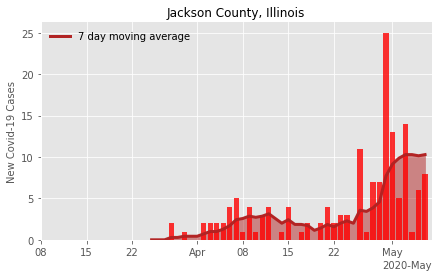 Jackson County, Illinois
7 day moving average
New Covid-19 Cases
25
20
15
10
5
0
08 15 22 Apr 08 15 22 May
2020-May